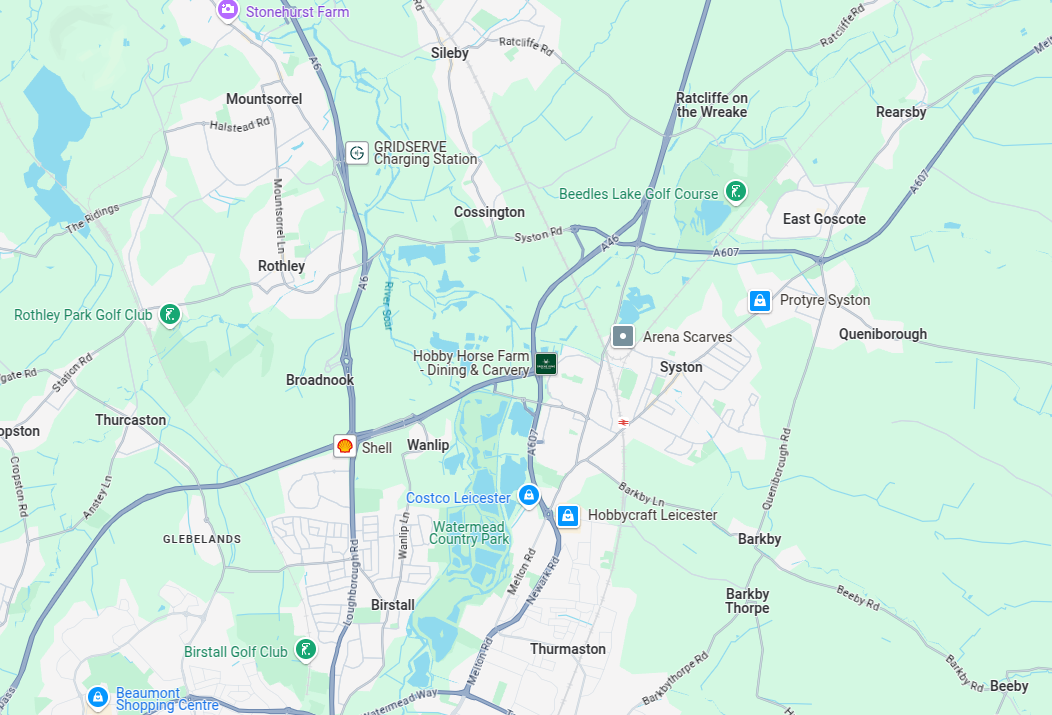 Stonehurst Farm
A6
Rd
Sileby
Ratcliffe Rd
Ratcliffe Rd
Mel
Mountsorrel
Ratcliffe on
the Wreake
Rearsby
Halstead Rd
GRIDSERVE
Charging Station
Mountsorrel Ln
Beedles Lake Golf Course
A607
The Ridings
Cossington
East Goscote
Syston Rd
A46
A607
Rothley
A6
River Soar
Rothley Park Golf Club
Protyre Syston
Arena Scarves
Queniborough
Hobby Horse Farm
- Dining & Carvery
Syston
gate Rd
Station Rd
Broadnook
Thurcaston
opston
Shell
Wanlip
A607
Cropston Rd
Anstey Ln
Queniborough Rd
Costco Leicester
Barkby Ln
Hobbycraft Leicester
Watermead
Country Park
Wanlip Ln
GLEBELANDS
Barkby
Loughborough Rd
Melton Rd
Newark Rd
Birstall
Barkby
Thorpe
Beeby Rd
Birstall Golf Club
Thurmaston
Melton Rd
Barkbythorpe Rd
Barkby Rd
Beeby
Beaumont
Shopping Centre
Watermead Way